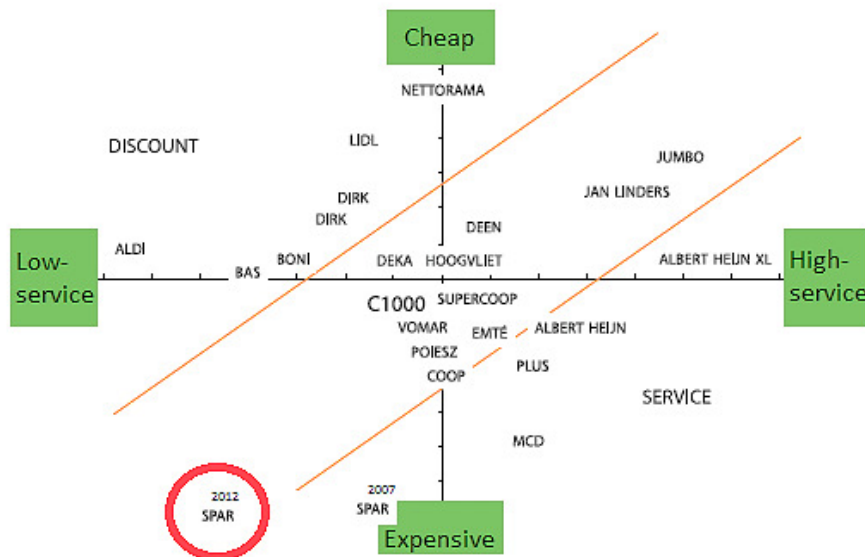 Cheap
NETTORAMA
DISCOUNT
LIDL
JUMBO
JAN LINDERS
DIRK
DIRK
DEEN
Low-
service
ALDI
BAS
BONI
DEKA
HOOGVLIET
ALBERT HEIJN XL
High-
service
C1000
SUPERCOOP
VOMAR
EMTÉ
ALBERT HEIJN
POIESZ
COOP
PLUS
SERVICE
MCD
2012
SPAR
2007
SPAR
Expensive